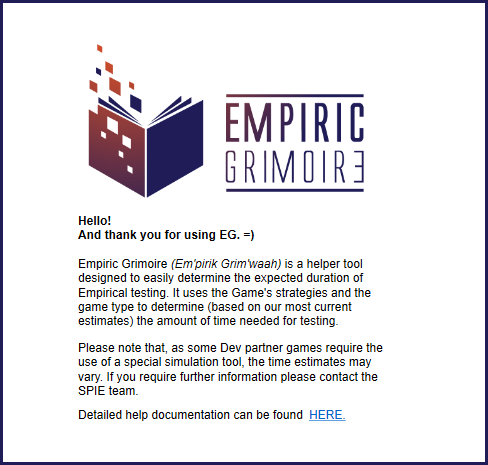 EMPIRIC
GRIMOIRE
Hello!
And thank you for using EG. =)
Empiric Grimoire (Em'pirik Grim'waah) is a helper tool
designed to easily determine the expected duration of
Empirical testing. It uses the Game's strategies and the
game type to determine (based on our most current
estimates) the amount of time needed for testing.
Please note that, as some Dev partner games require the
use of a special simulation tool, the time estimates may
vary. If you require further information please contact the
SPIE team.
Detailed help documentation can be found HERE.